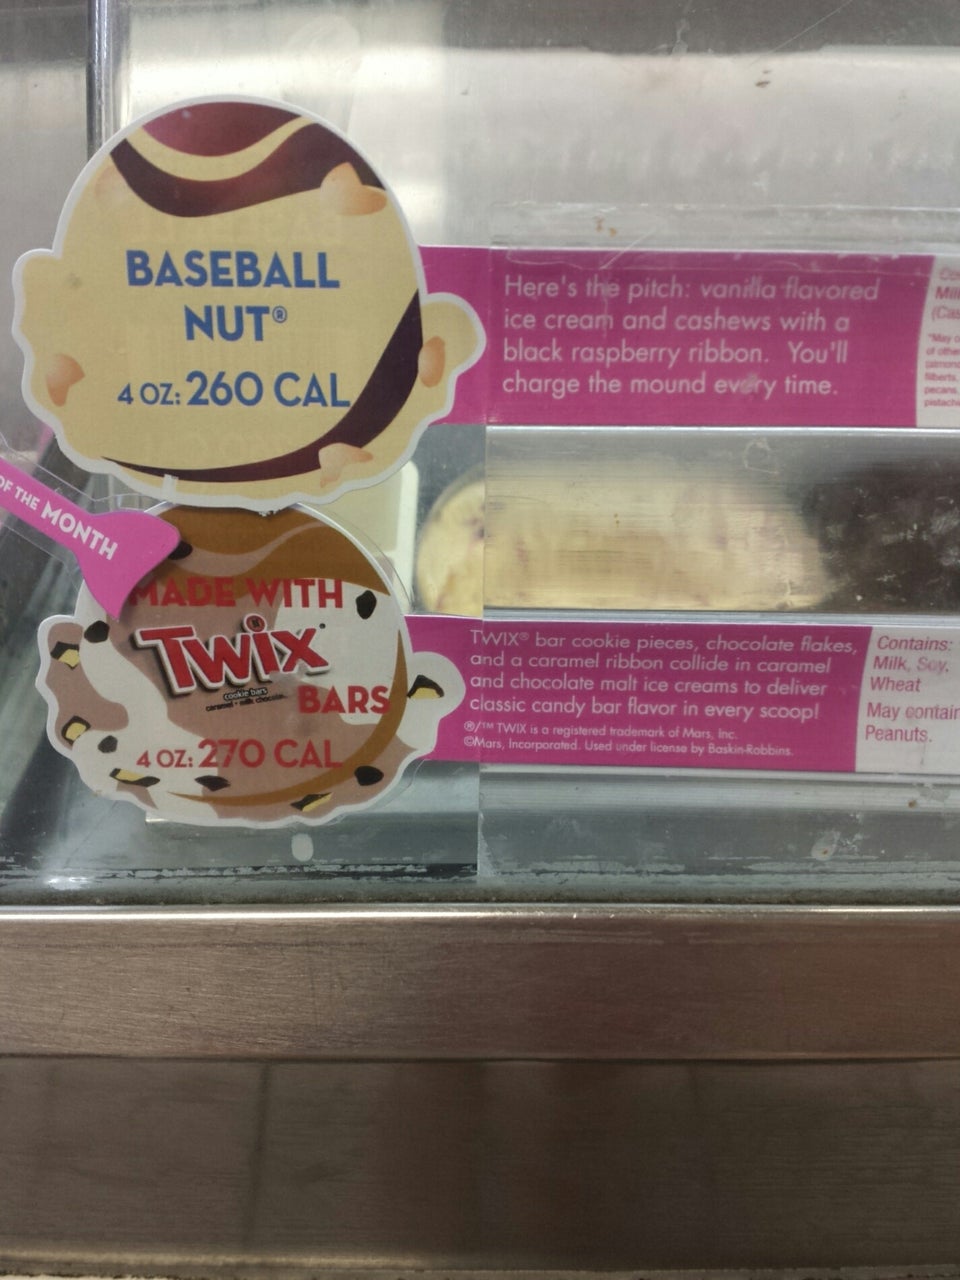 BASEBALL
NUT®
4 OZ: 260 CAL
Here's the pitch: vanilla flavored
ice cream and cashews with a
black raspberry ribbon. You'll
charge the mound every time.
OF THE MONTH
MADE WITH
TWIX®
cookie bars
BARS
4 OZ: 270 CAL
TWIX® bar cookie pieces, chocolate flakes,
and a caramel ribbon collide in caramel
and chocolate malt ice creams to deliver
classic candy bar flavor in every scoop!
®/™ TWIX is a registered trademark of Mars, Inc.
©Mars, Incorporated. Used under license by Baskin-Robbins.
Contains:
Milk, Soy,
Wheat
May contain
Peanuts.